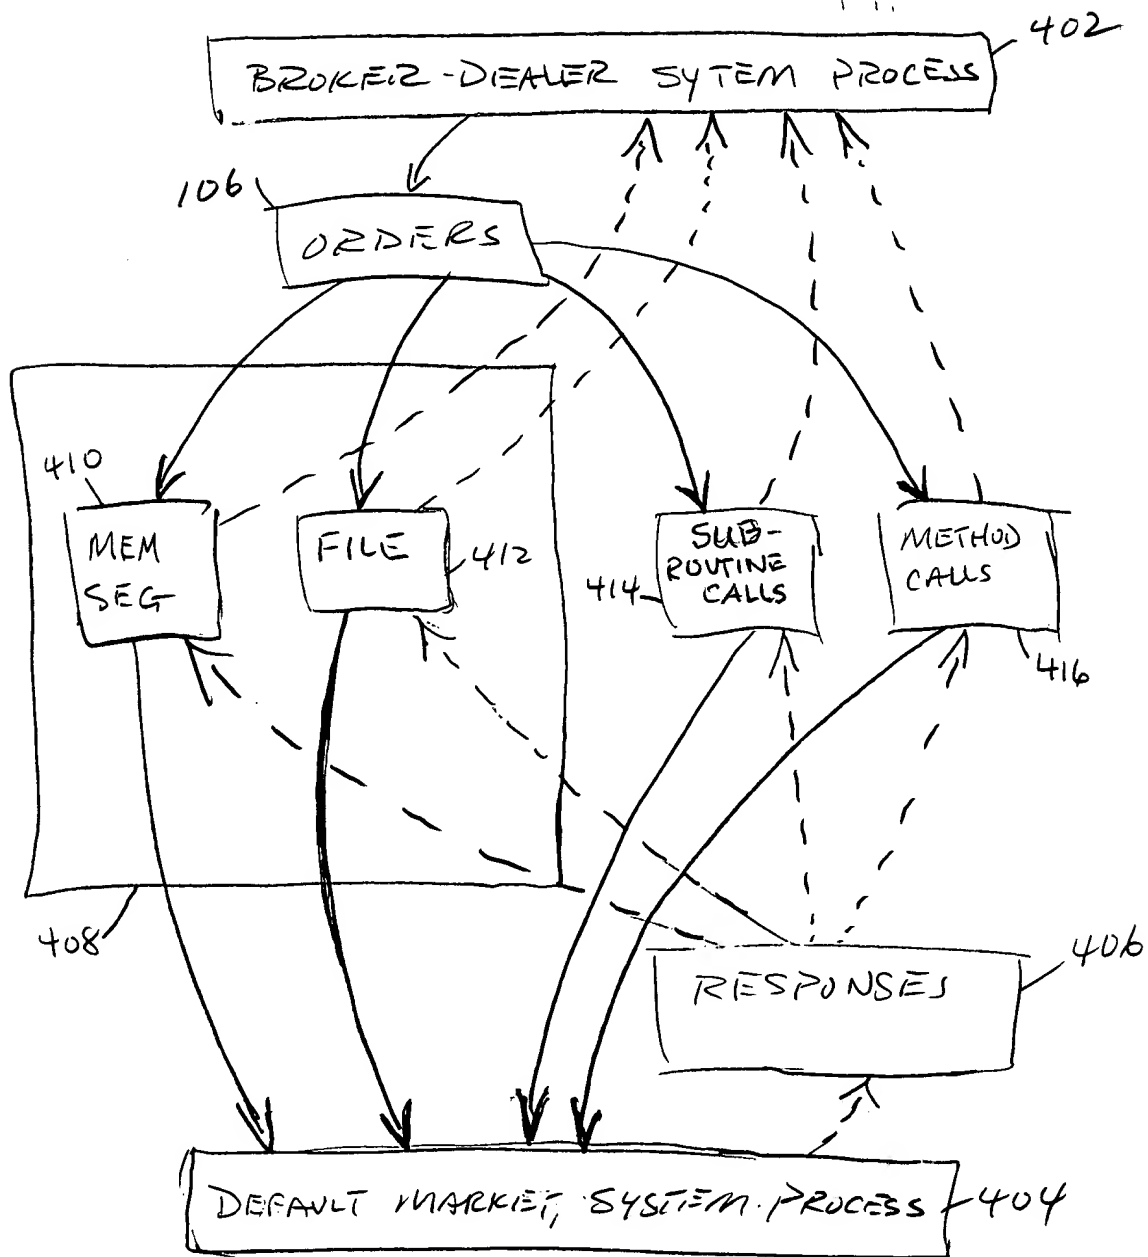 402
BROKER-DEALER SYTEM PROCESS
106
ORDERS
410
MEM
SEG
FILE
412
SUB-
ROUTINE
CALLS
414
METHOD
CALLS
416
408
RESPONSES
406
DEFAULT MARKET SYSTEM PROCESS
404